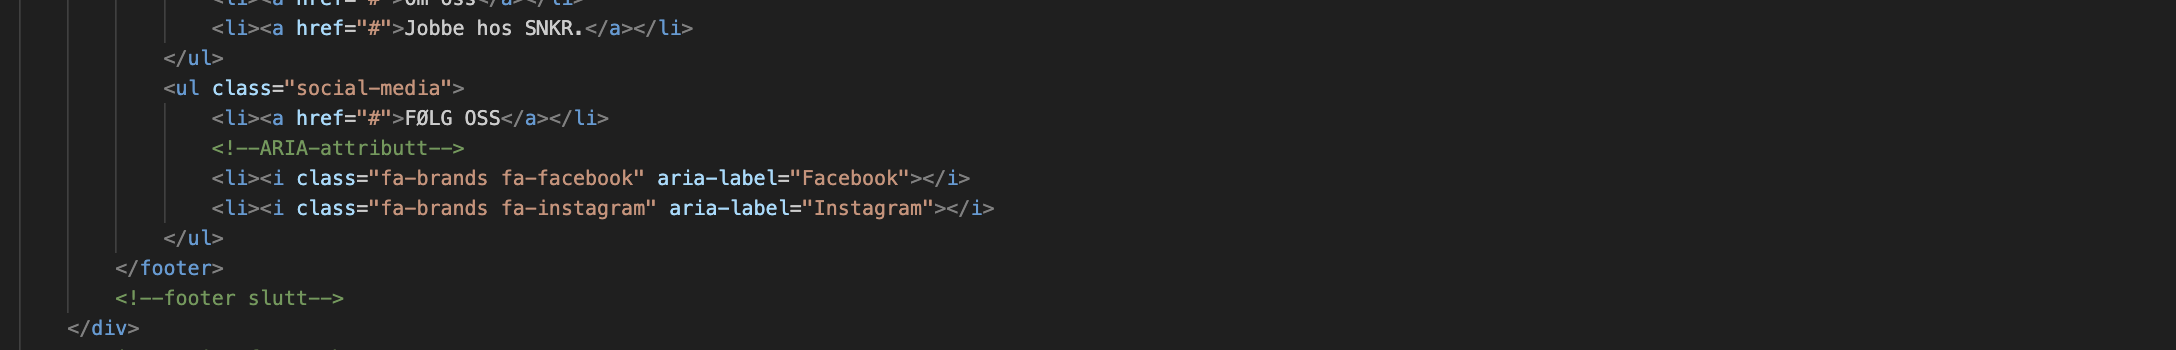 <li><a href="#">Om oss</a></li>
<li><a href="#">Jobbe hos SNKR.</a></li>
</ul>
<ul class="social-media">
<li><a href="#">FØLG OSS</a></li>
<!--ARIA-attributt-->
<li><i class="fa-brands fa-facebook" aria-label="Facebook"></i>
<li><i class="fa-brands fa-instagram" aria-label="Instagram"></i>
</ul>
</footer>
<!--footer slutt-->
</div>